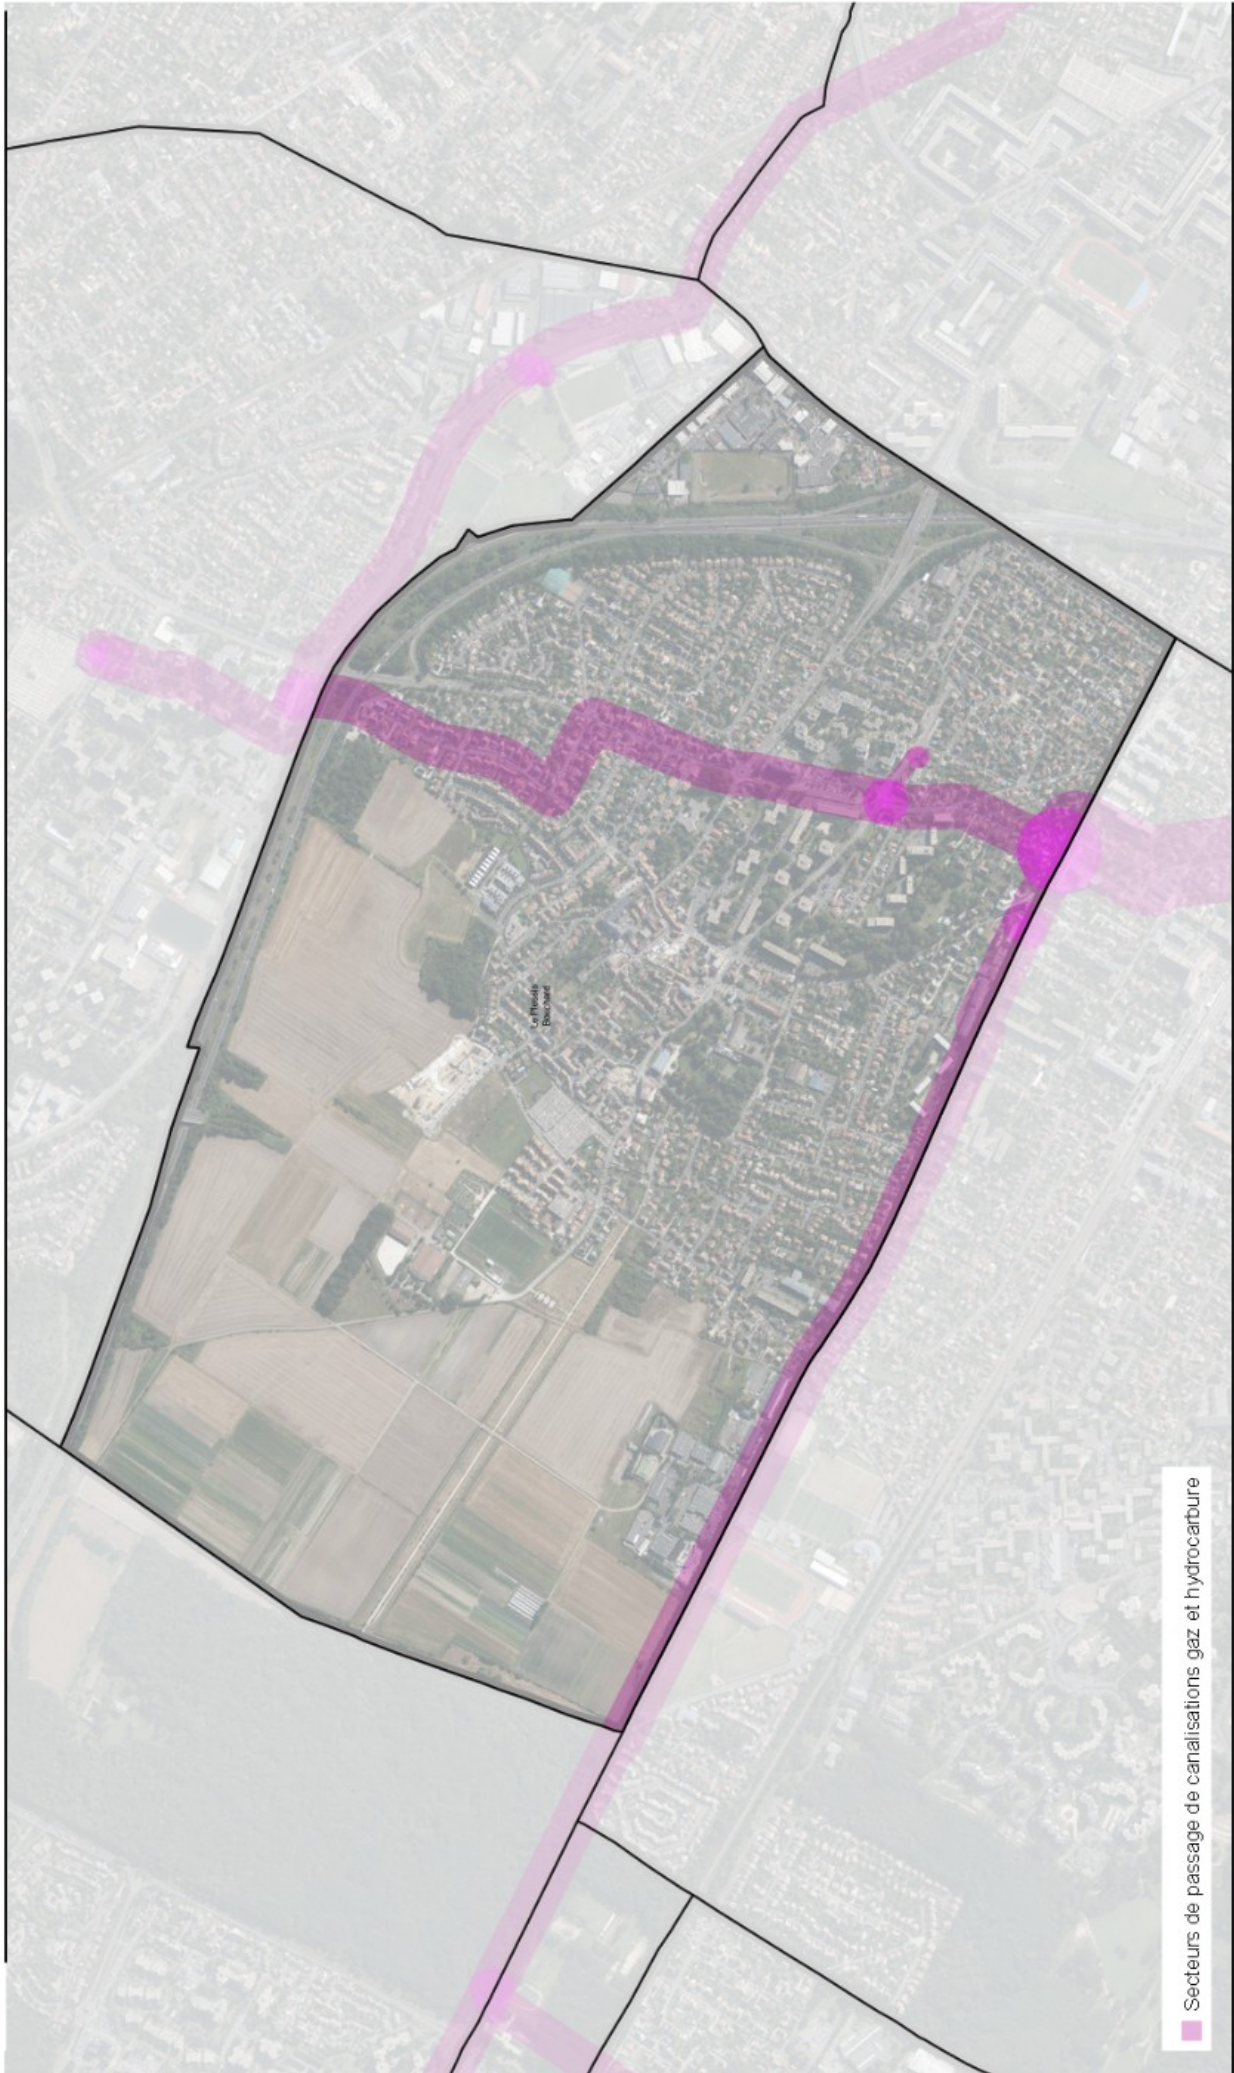 Le Plessis
Bouchard
Secteurs de passage de canalisations gaz et hydrocarbure